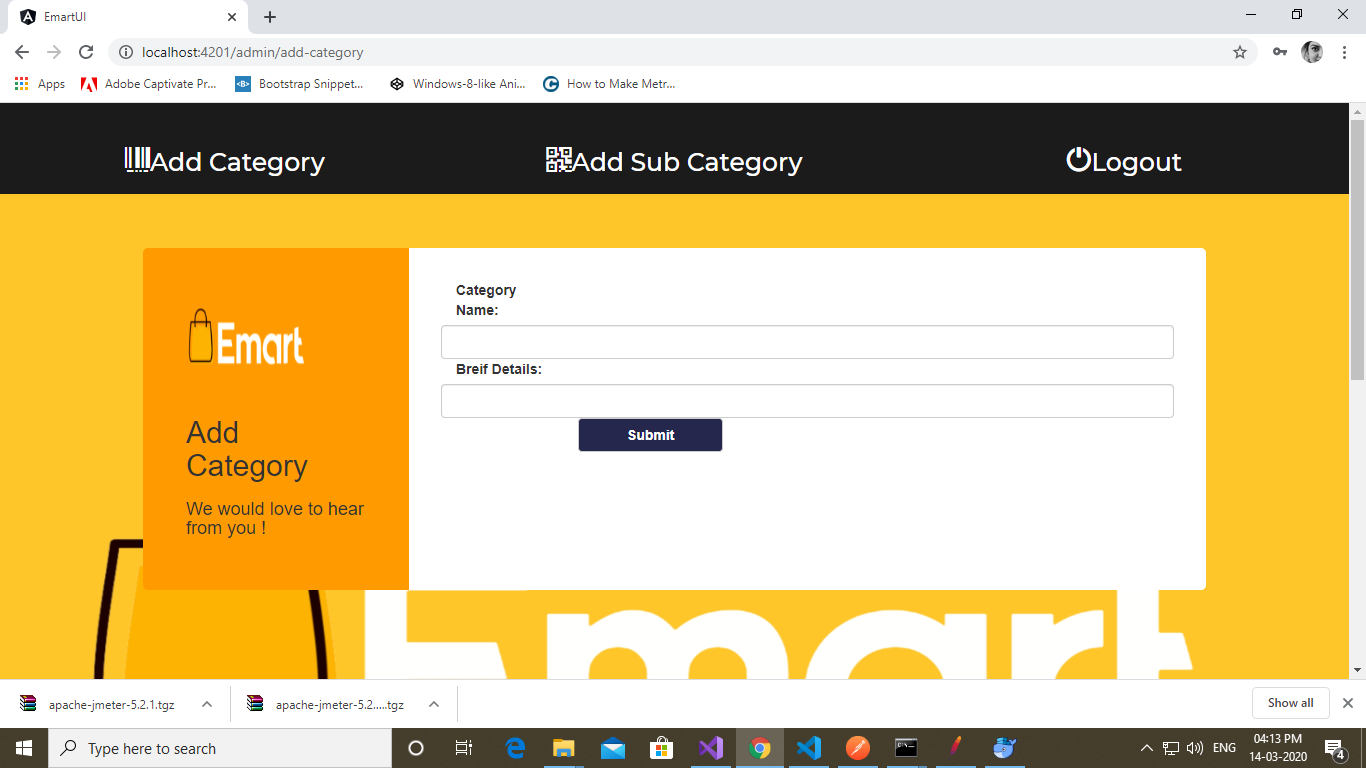 EmartUI
localhost:4201/admin/add-category
Apps
Adobe Captivate Pr...
Bootstrap Snippet...
Windows-8-like Ani...
How to Make Metr...
Add Category
Add Sub Category
Logout
Emart
Add
Category
We would love to hear
from you !
Category
Name:
Breif Details:
Submit
Emart
apache-jmeter-5.2.1.tgz
apache-jmeter-5.2.....tgz
Show all
Type here to search
ENG
04:13 PM
14-03-2020
4